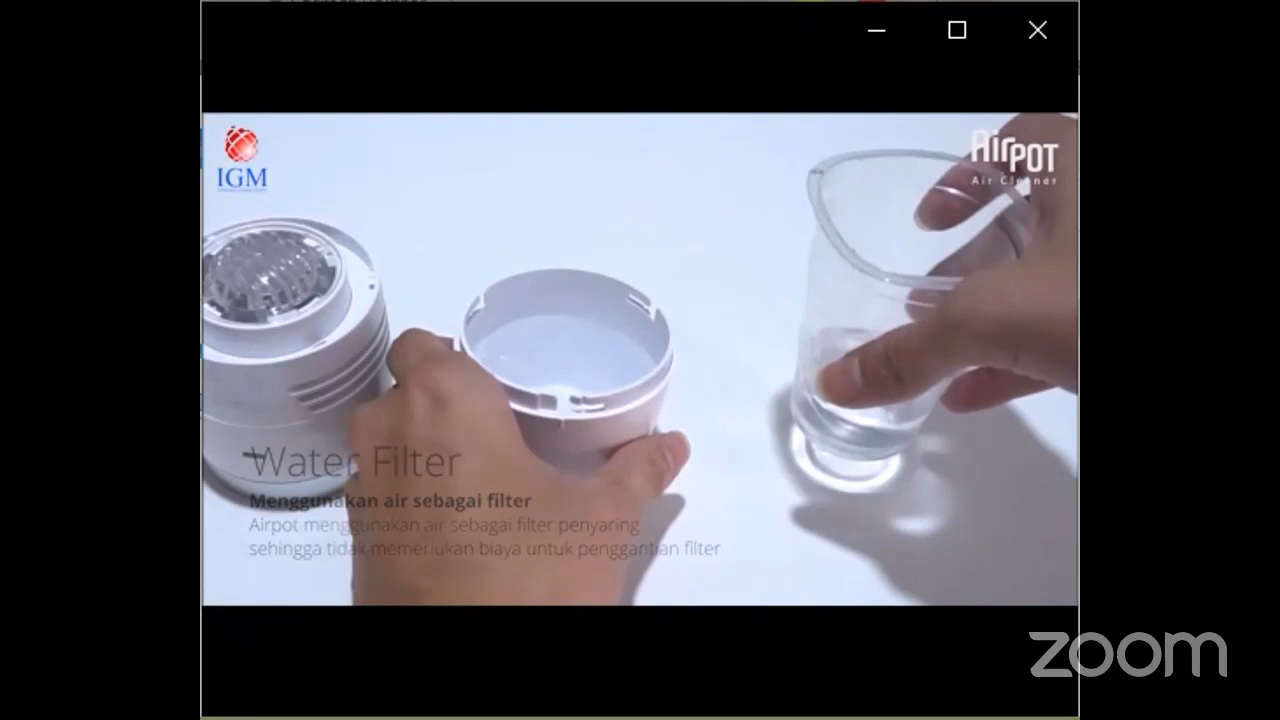 IGM
AirPOT
Air Cleaner
Water Filter
Menggunakan air sebagai filter
Airpot menggunakan air sebagai filter penyaring
sehingga tidak memerlukan biaya untuk penggantian filter
zoom